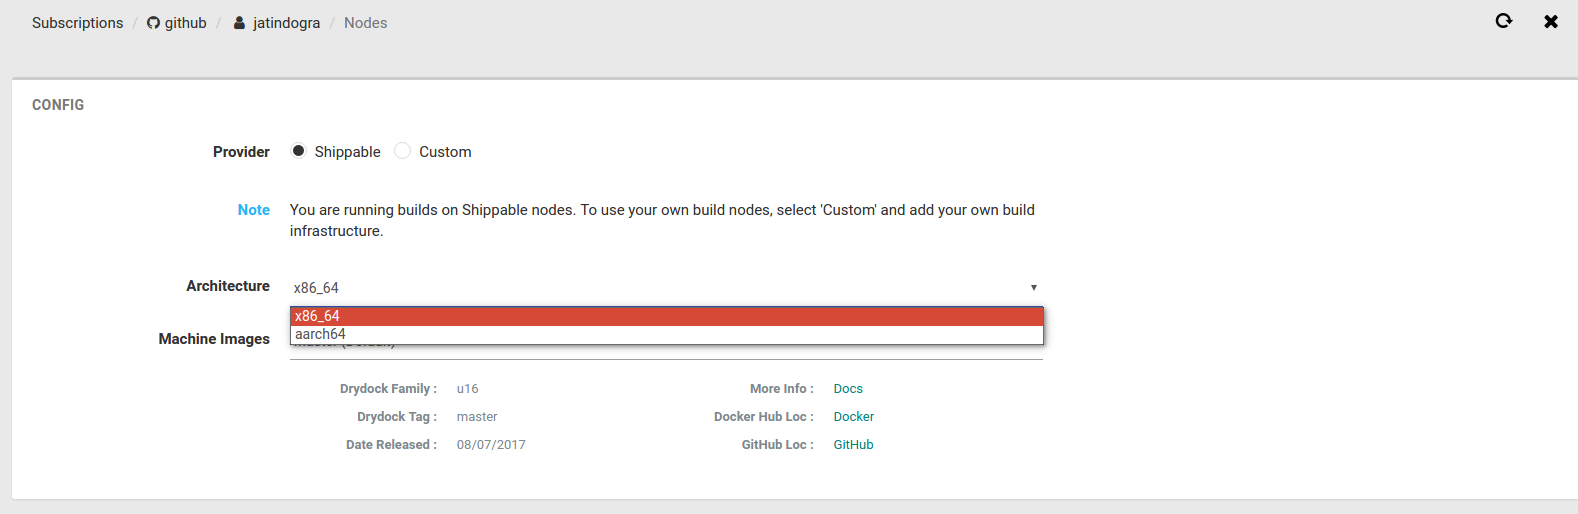 Subscriptions / github / jatindogra / Nodes
CONFIG
Provider Shippable Custom
Note You are running builds on Shippable nodes. To use your own build nodes, select 'Custom' and add your own build
infrastructure.
Architecture x86_64
x86_64
aarch64
Machine Images master (Default)
Drydock Family : u16 More Info : Docs
Drydock Tag : master Docker Hub Loc : Docker
Date Released : 08/07/2017 GitHub Loc : GitHub